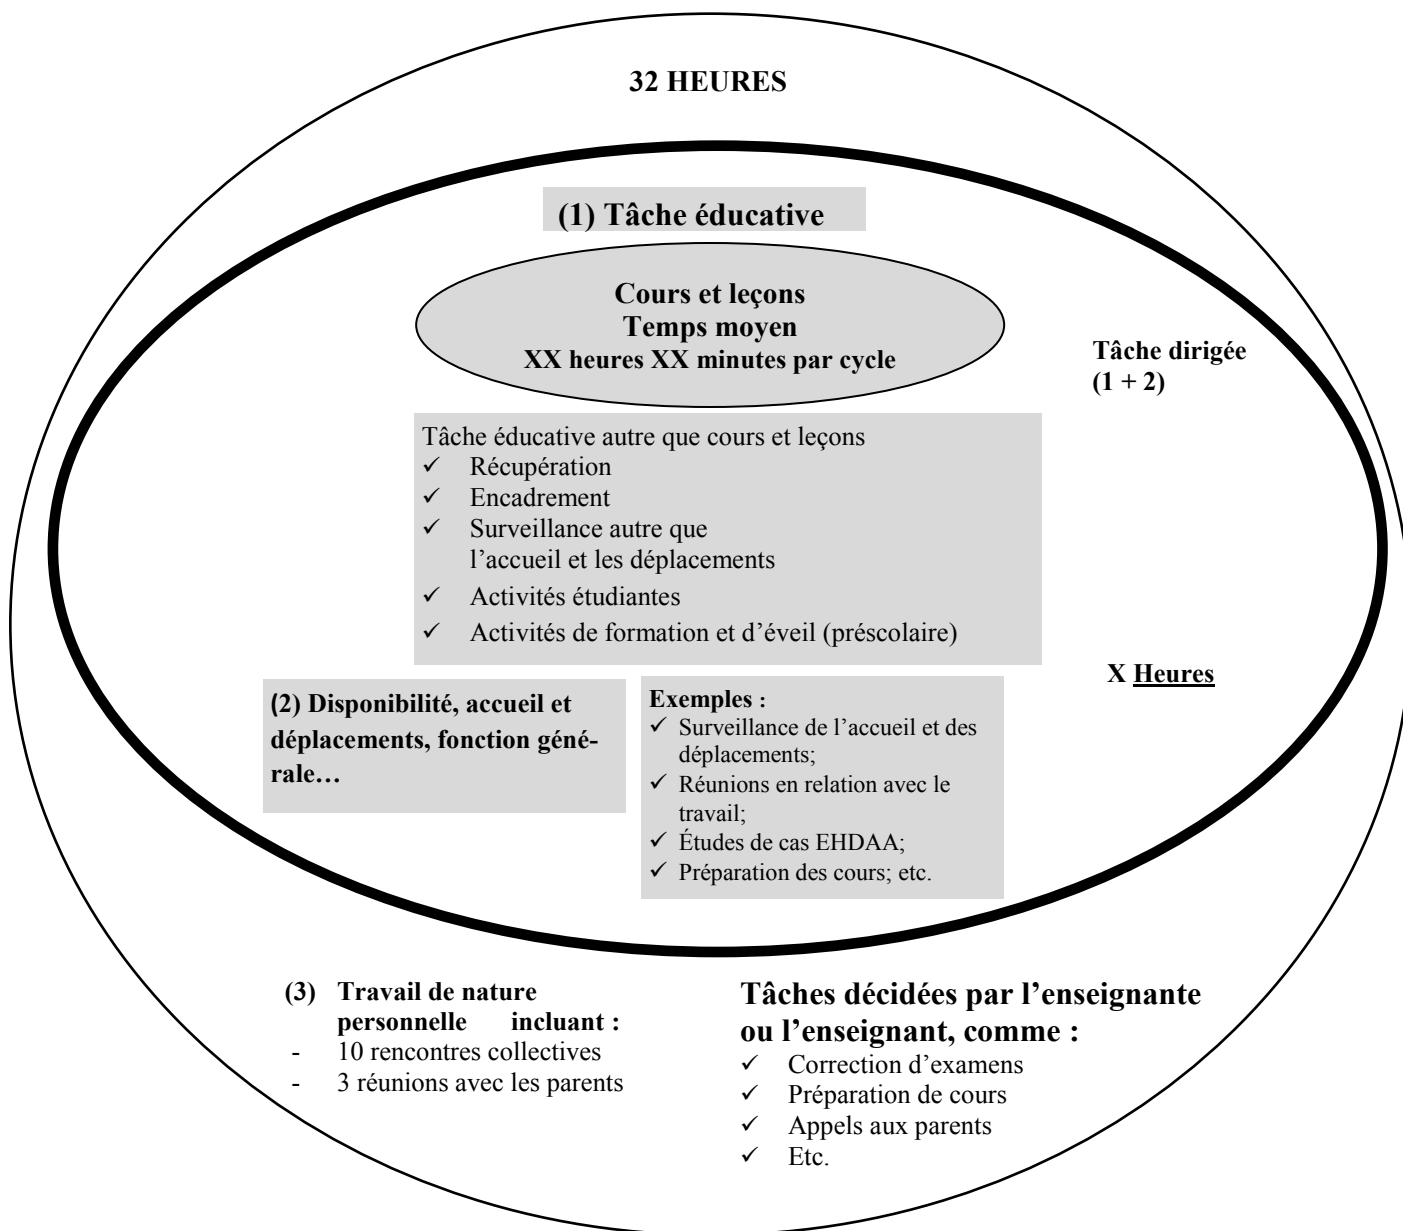 32 HEURES
(1) Tâche éducative
Cours et leçons
Temps moyen
XX heures XX minutes par cycle
Tâche dirigée
(1 + 2)
Tâche éducative autre que cours et leçons
✓ Récupération
✓ Encadrement
✓ Surveillance autre que
l’accueil et les déplacements
✓ Activités étudiantes
✓ Activités de formation et d’éveil (préscolaire)
X Heures
(2) Disponibilité, accueil et
déplacements, fonction géné-
rale…
Exemples :
✓ Surveillance de l’accueil et des
déplacements;
✓ Réunions en relation avec le
travail;
✓ Études de cas EHDAA;
✓ Préparation des cours; etc.
(3) Travail de nature
personnelle incluant :
- 10 rencontres collectives
- 3 réunions avec les parents
Tâches décidées par l’enseignante
ou l’enseignant, comme :
✓ Correction d’examens
✓ Préparation de cours
✓ Appels aux parents
✓ Etc.